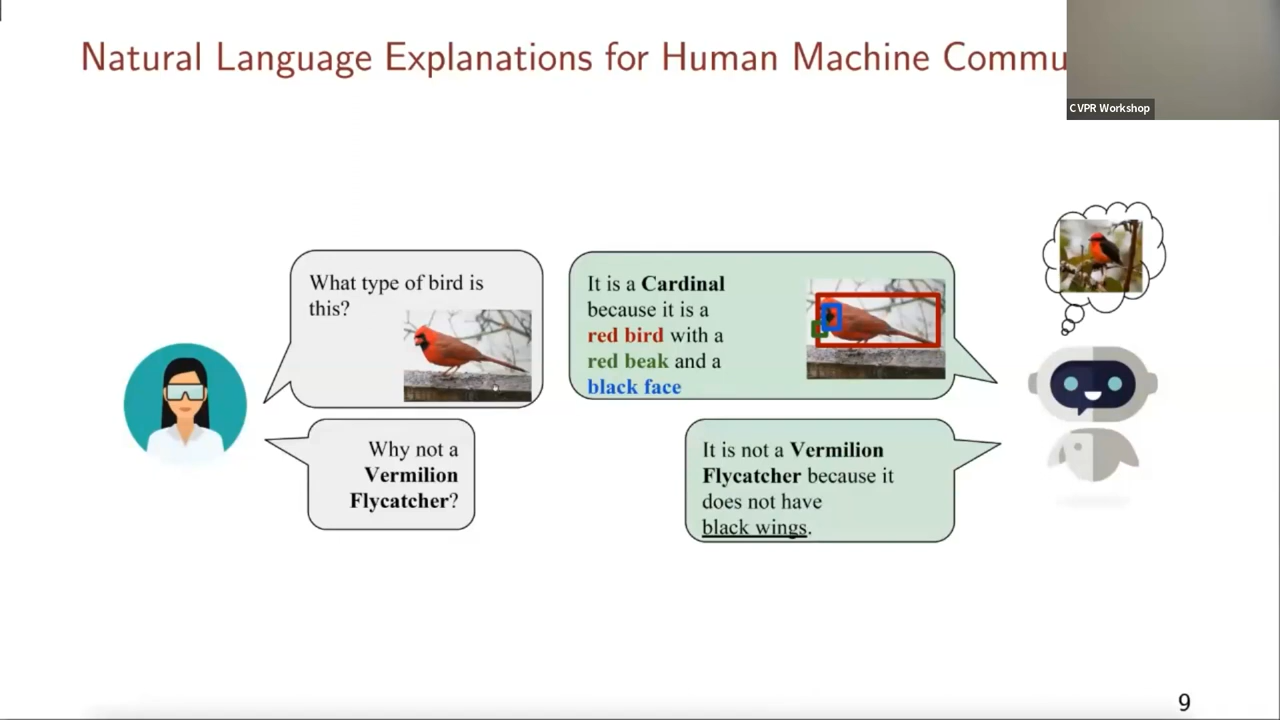 Natural Language Explanations for Human Machine Commu
CVPR Workshop
What type of bird is
this?
It is a Cardinal
because it is a
red bird with a
red beak and a
black face
Why not a
Vermilion
Flycatcher?
It is not a Vermilion
Flycatcher because it
does not have
black wings.
9